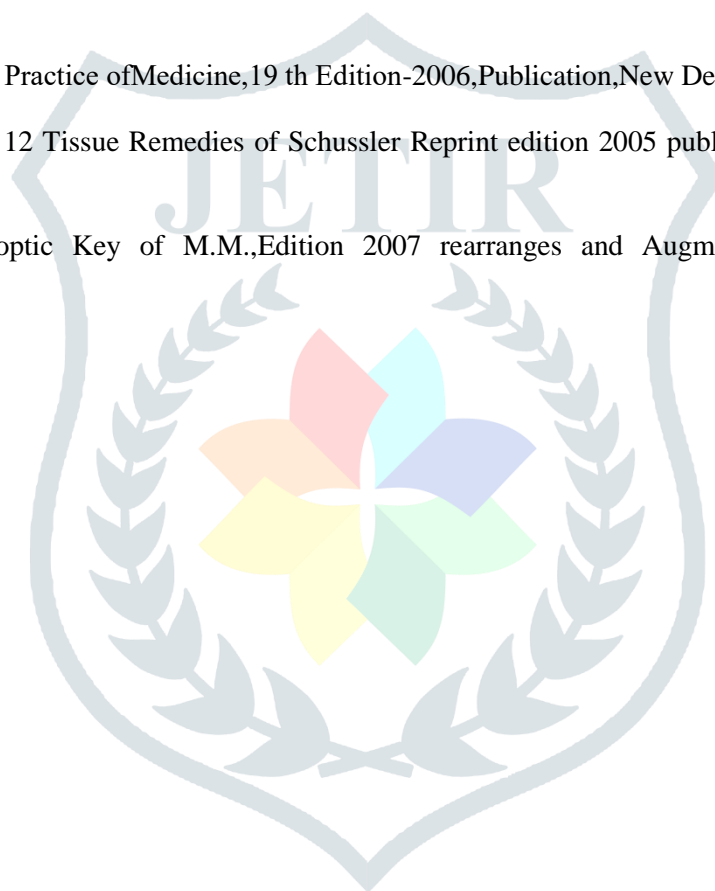 Practice ofMedicine,19 th Edition-2006,Publication,New De
12 Tissue Remedies of Schussler Reprint edition 2005 publ
JETIR
optic Key of M.M.,Edition 2007 rearranges and Augm